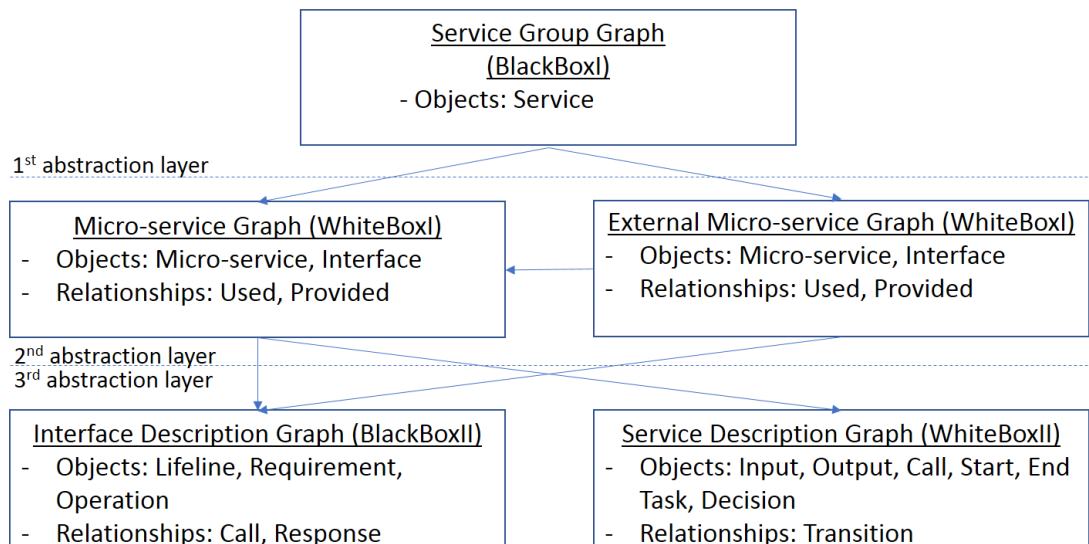 Service Group Graph
(BlackBoxI)
- Objects: Service
1st abstraction layer
Micro-service Graph (WhiteBoxI)
- Objects: Micro-service, Interface
- Relationships: Used, Provided
External Micro-service Graph (WhiteBoxI)
- Objects: Micro-service, Interface
- Relationships: Used, Provided
2nd abstraction layer
3rd abstraction layer
Interface Description Graph (BlackBoxII)
- Objects: Lifeline, Requirement,
Operation
- Relationships: Call, Response
Service Description Graph (WhiteBoxII)
- Objects: Input, Output, Call, Start, End
Task, Decision
- Relationships: Transition